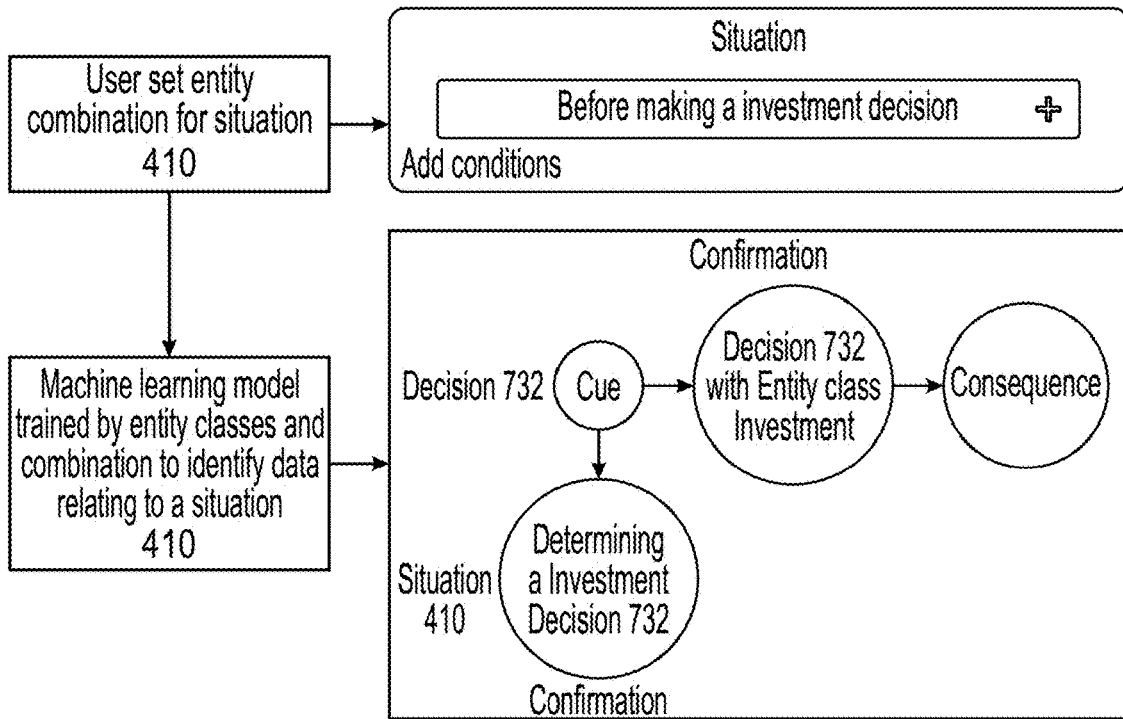 User set entity
combination for situation
410
Situation
Before making a investment decision
Add conditions
Machine learning model
trained by entity classes and
combination to identify data
relating to a situation
410
Confirmation
Decision 732
Cue
Decision 732
with Entity class
Investment
Consequence
Situation
410
Determining
a Investment
Decision 732
Confirmation